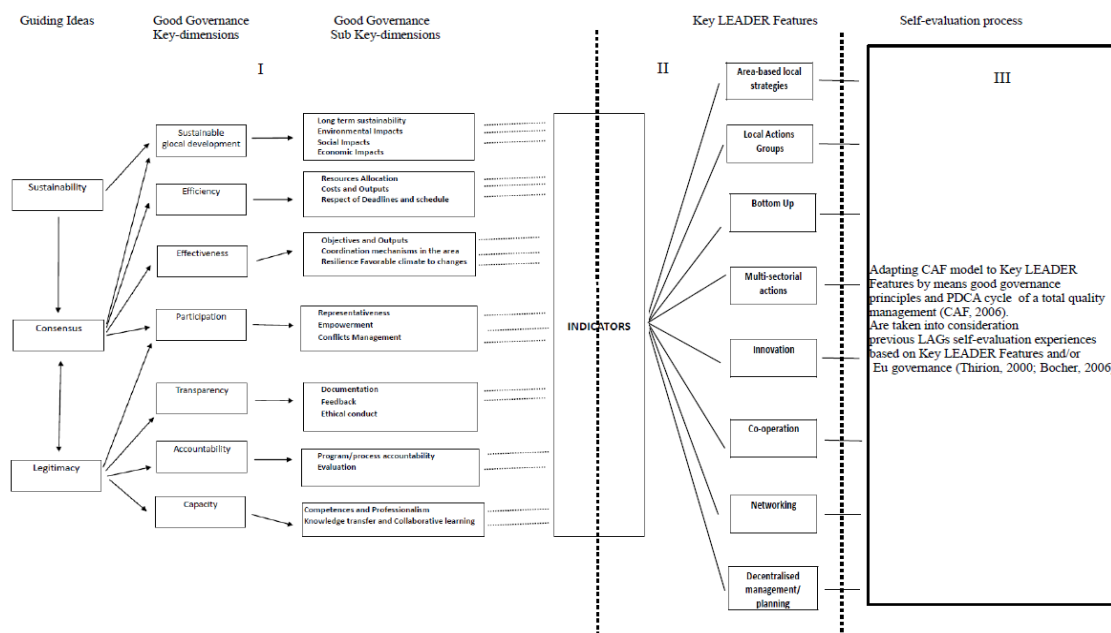 Guiding Ideas
Good Governance
Key-dimensions
Good Governance
Sub Key-dimensions
Key LEADER Features
Self-evaluation process
I
II
III
Sustainability
Consensus
Legitimacy
Sustainable
glocal development
Efficiency
Effectiveness
Participation
Transparency
Accountability
Capacity
Long term sustainability
Environmental Impacts
Social Impacts
Economic Impacts
Resources Allocation
Costs and Outputs
Respect of Deadlines and schedule
Objectives and Outputs
Coordination mechanisms in the area
Resilience Favorable climate to changes
Representativeness
Empowerment
Conflicts Management
Documentation
Feedback
Ethical conduct
Program/process accountability
Evaluation
Competences and Professionalism
Knowledge transfer and Collaborative learning
INDICATORS
Area-based local
strategies
Local Actions
Groups
Bottom Up
Multi-sectorial
actions
Innovation
Co-operation
Networking
Decentralised
management/
planning
Adapting CAF model to Key LEADER
Features by means good governance
principles and PDCA cycle of a total quality
management (CAF, 2006).
Are taken into consideration
previous LAGs self-evaluation experiences
based on Key LEADER Features and/or
Eu governance (Thirion, 2000; Bocher, 2006